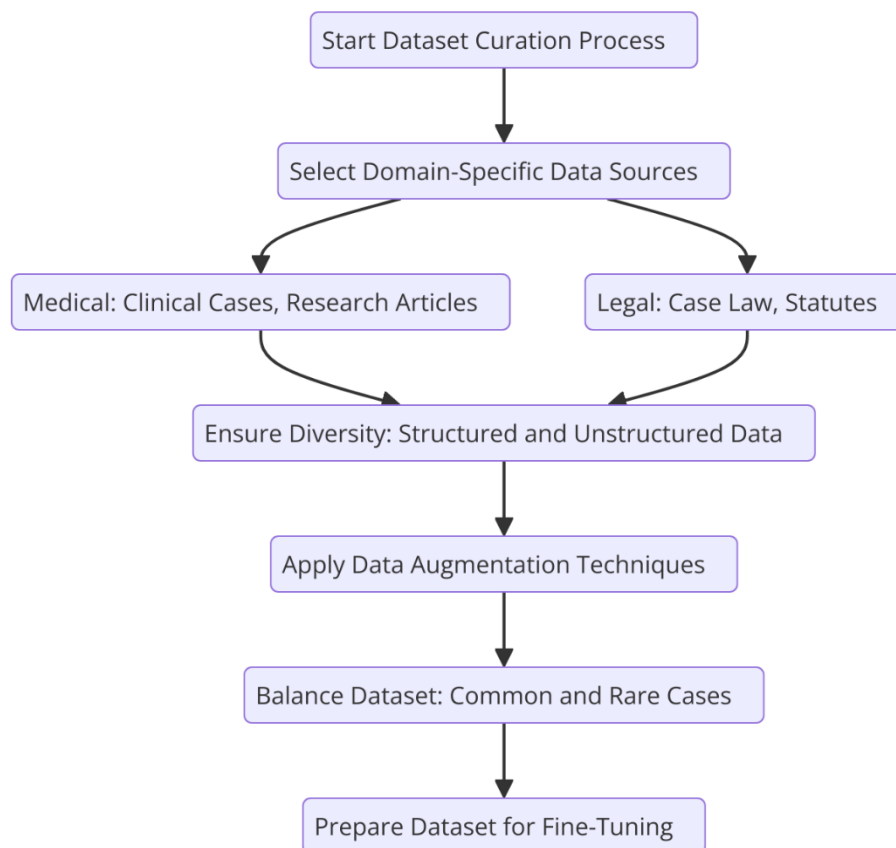 Start Dataset Curation Process
Select Domain-Specific Data Sources
Medical: Clinical Cases, Research Articles
Legal: Case Law, Statutes
Ensure Diversity: Structured and Unstructured Data
Apply Data Augmentation Techniques
Balance Dataset: Common and Rare Cases
Prepare Dataset for Fine-Tuning